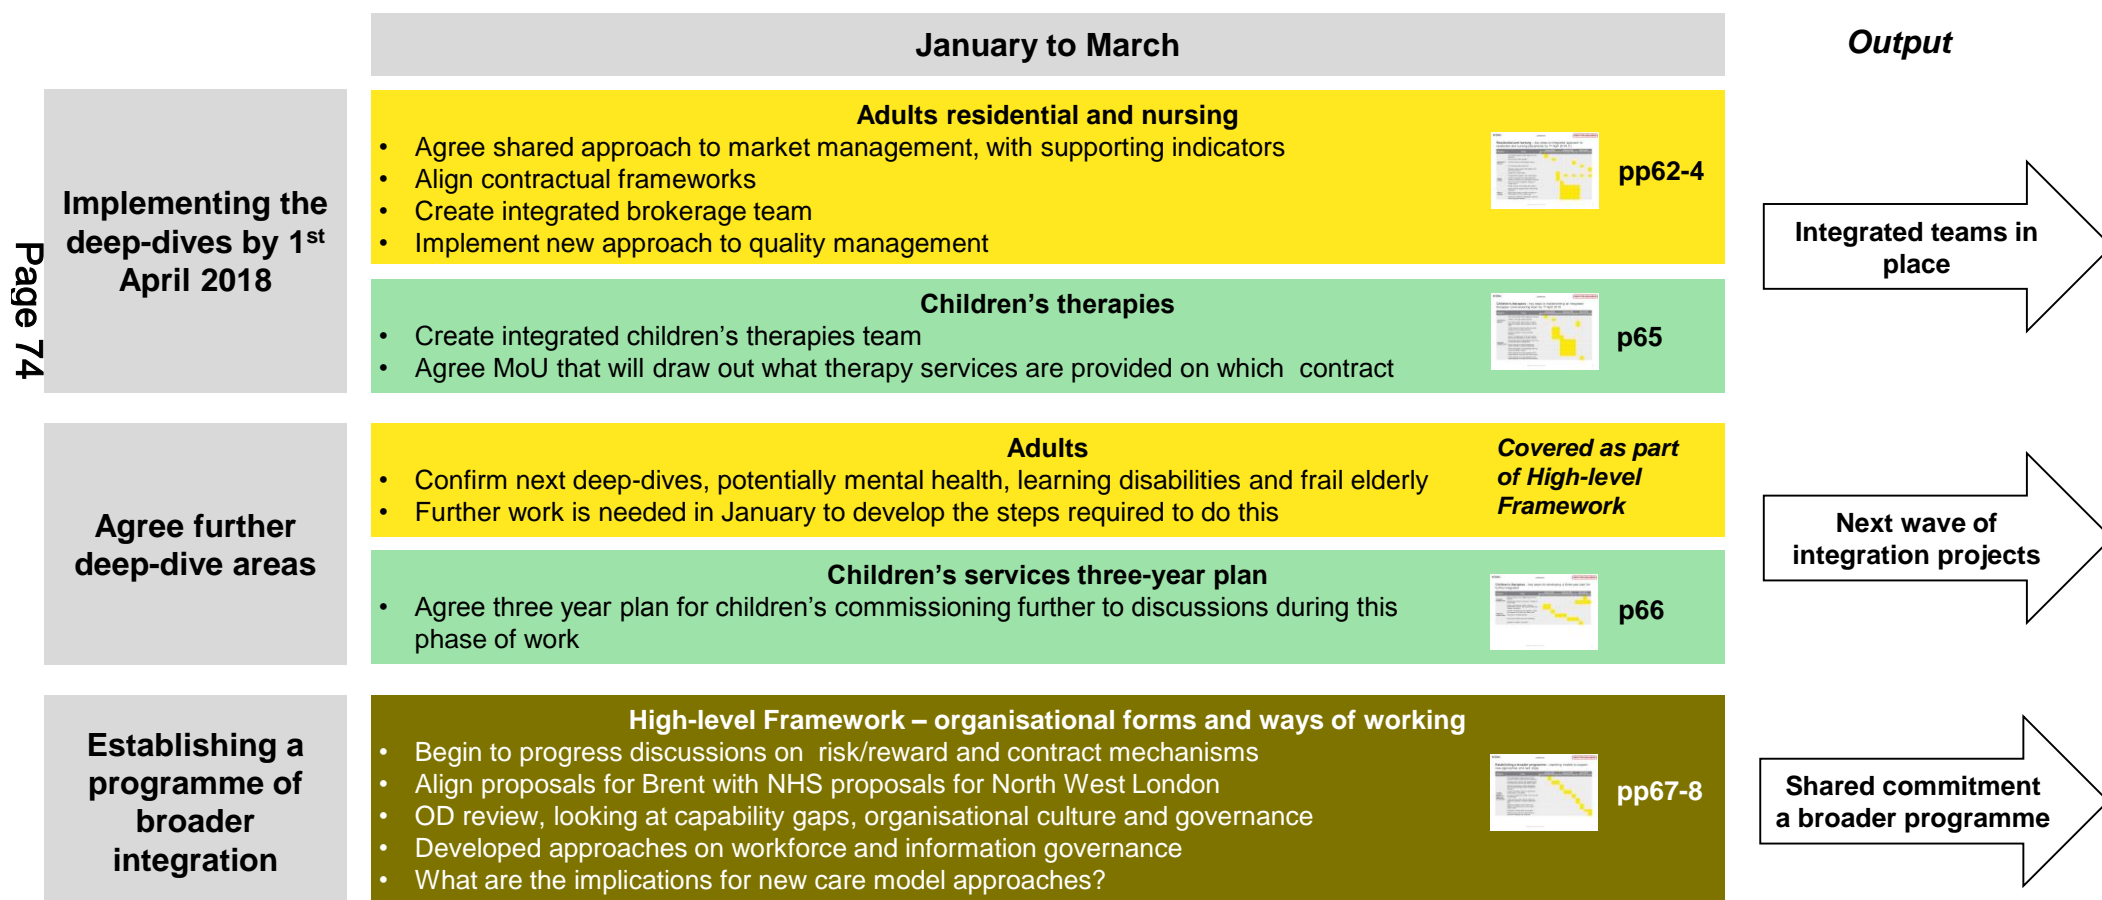 January to March
Output
Page 74
Implementing the
deep-dives by 1st
April 2018
Adults residential and nursing
• Agree shared approach to market management, with supporting indicators
• Align contractual frameworks
• Create integrated brokerage team
• Implement new approach to quality management
pp62-4
Children’s therapies
• Create integrated children’s therapies team
• Agree MoU that will draw out what therapy services are provided on which contract
p65
Integrated teams in
place
Agree further
deep-dive areas
Adults
• Confirm next deep-dives, potentially mental health, learning disabilities and frail elderly
• Further work is needed in January to develop the steps required to do this
Covered as part
of High-level
Framework
Children’s services three-year plan
• Agree three year plan for children’s commissioning further to discussions during this
phase of work
p66
Next wave of
integration projects
Establishing a
programme of
broader
integration
High-level Framework – organisational forms and ways of working
• Begin to progress discussions on risk/reward and contract mechanisms
• Align proposals for Brent with NHS proposals for North West London
• OD review, looking at capability gaps, organisational culture and governance
• Developed approaches on workforce and information governance
• What are the implications for new care model approaches?
pp67-8
Shared commitment
a broader programme